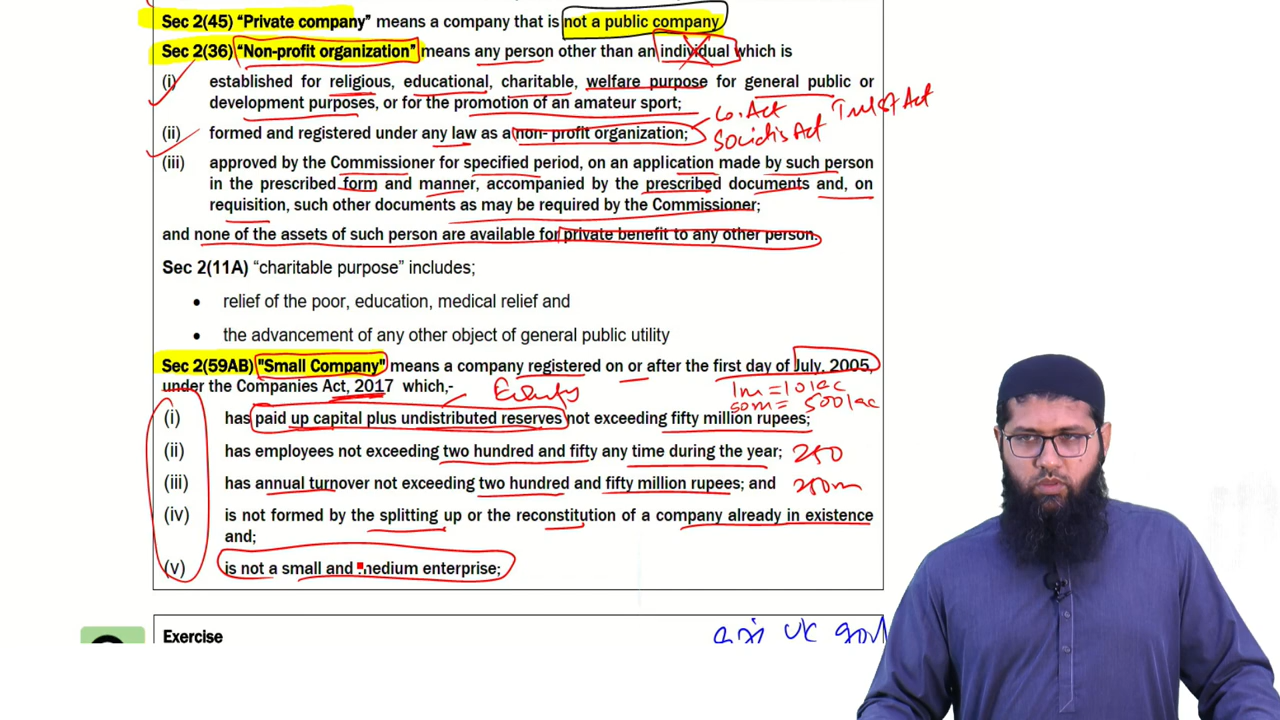 Sec 2(45) “Private company” means a company that is not a public company
Sec 2(36) “Non-profit organization” means any person other than an individual which is
(i) established for religious, educational, charitable, welfare purpose for general public or
development purposes, or for the promotion of an amateur sport;
Co. Act Trust Act
(ii) formed and registered under any law as a non- profit organization;
(iii) approved by the Commissioner for specified period, on an application made by such person
in the prescribed form and manner, accompanied by the prescribed documents and, on
requisition, such other documents as may be required by the Commissioner;
and none of the assets of such person are available for private benefit to any other person.
Sec 2(11A) “charitable purpose” includes;
• relief of the poor, education, medical relief and
• the advancement of any other object of general public utility
Sec 2(59AB) "Small Company" means a company registered on or after the first day of July, 2005,
under the Companies Act, 2017 which,-
Equity
1m = 10 lac
50m = 500 lac
(i) has paid up capital plus undistributed reserves not exceeding fifty million rupees;
(ii) has employees not exceeding two hundred and fifty any time during the year; 250
(iii) has annual turnover not exceeding two hundred and fifty million rupees; and 250m
(iv) is not formed by the splitting up or the reconstitution of a company already in existence
and;
(v) is not a small and medium enterprise;
Exercise